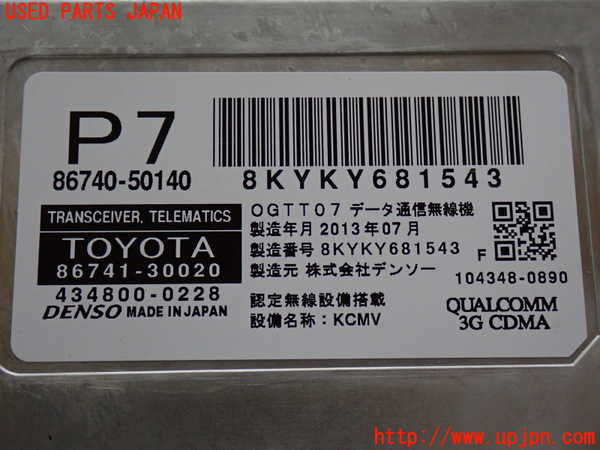 USED PARTS JAPAN
P7
86740-50140
8KYKY681543
TRANSCEIVER, TELEMATICS
TOYOTA
86741-30020
434800-0228
DENSO MADE IN JAPAN
OGTT07 データ通信無線機
製造年月 2013年07月
製造番号 8KYKY681543
製造元 株式会社デンソー
F
104348-0890
認定無線設備搭載
設備名称：KCMV
QUALCOMM
3G CDMA
UPJ
http://www.upjpn.com/